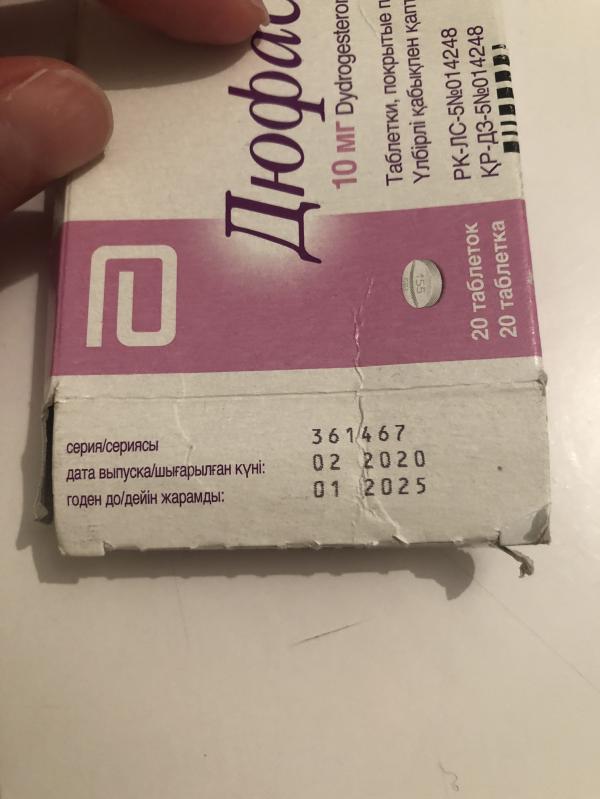 Дюфас
10 мг Dydrogesteron
Таблетки, покрытые п
Үлбірлі қабықпен қапт
РК-ЛС-5№014248
ҚР-ДЗ-5№014248
155
20 таблеток
20 таблетка
серия/сериясы 361467
дата выпуска/шығарылған күні: 02 2020
годен до/дейін жарамды: 01 2025